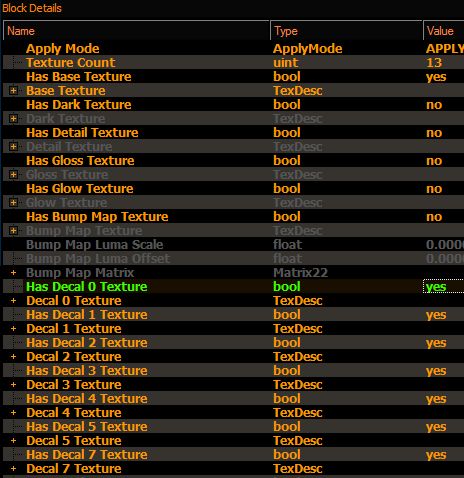 Block Details
Name Type Value
Apply Mode ApplyMode APPLY
Texture Count uint 13
Has Base Texture bool yes
Base Texture TexDesc
Has Dark Texture bool no
Dark Texture TexDesc
Has Detail Texture bool no
Detail Texture TexDesc
Has Gloss Texture bool no
Gloss Texture TexDesc
Has Glow Texture bool no
Glow Texture TexDesc
Has Bump Map Texture bool no
Bump Map Texture TexDesc
Bump Map Luma Scale float 0.0000
Bump Map Luma Offset float 0.0000
Bump Map Matrix Matrix22
Has Decal 0 Texture bool yes
Decal 0 Texture TexDesc
Has Decal 1 Texture bool yes
Decal 1 Texture TexDesc
Has Decal 2 Texture bool yes
Decal 2 Texture TexDesc
Has Decal 3 Texture bool yes
Decal 3 Texture TexDesc
Has Decal 4 Texture bool yes
Decal 4 Texture TexDesc
Has Decal 5 Texture bool yes
Decal 5 Texture TexDesc
Has Decal 7 Texture bool yes
Decal 7 Texture TexDesc